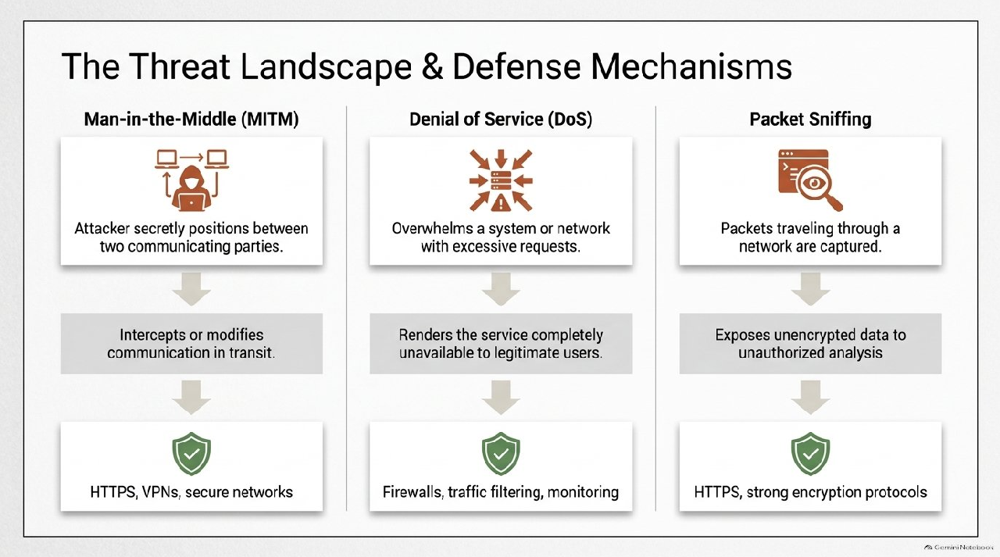 The Threat Landscape & Defense Mechanisms
Man-in-the-Middle (MITM)
Attacker secretly positions between
two communicating parties.
Intercepts or modifies
communication in transit.
HTTPS, VPNs, secure networks
Denial of Service (DoS)
Overwhelms a system or network
with excessive requests.
Renders the service completely
unavailable to legitimate users.
Firewalls, traffic filtering, monitoring
Packet Sniffing
Packets traveling through a
network are captured.
Exposes unencrypted data to
unauthorized analysis
HTTPS, strong encryption protocols
Gemini Notebook